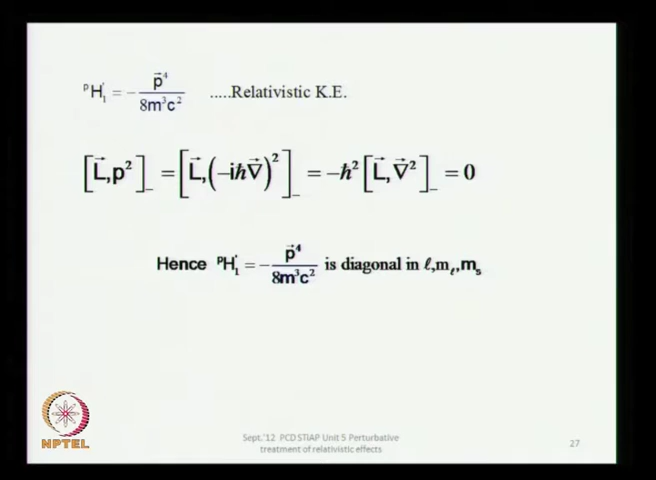 ᵖH₁' = − p⃗⁴ / 8m³c² .....Relativistic K.E.
[L⃗,p²]₋ = [L⃗,(−iħ∇⃗)²]₋ = −ħ²[L⃗,∇⃗²]₋ = 0
Hence ᵖH₁' = − p⃗⁴ / 8m³c² is diagonal in ℓ,m_ℓ,m_s
NPTEL
Sept.'12 PCD STiAP Unit 5 Perturbative
treatment of relativistic effects
27